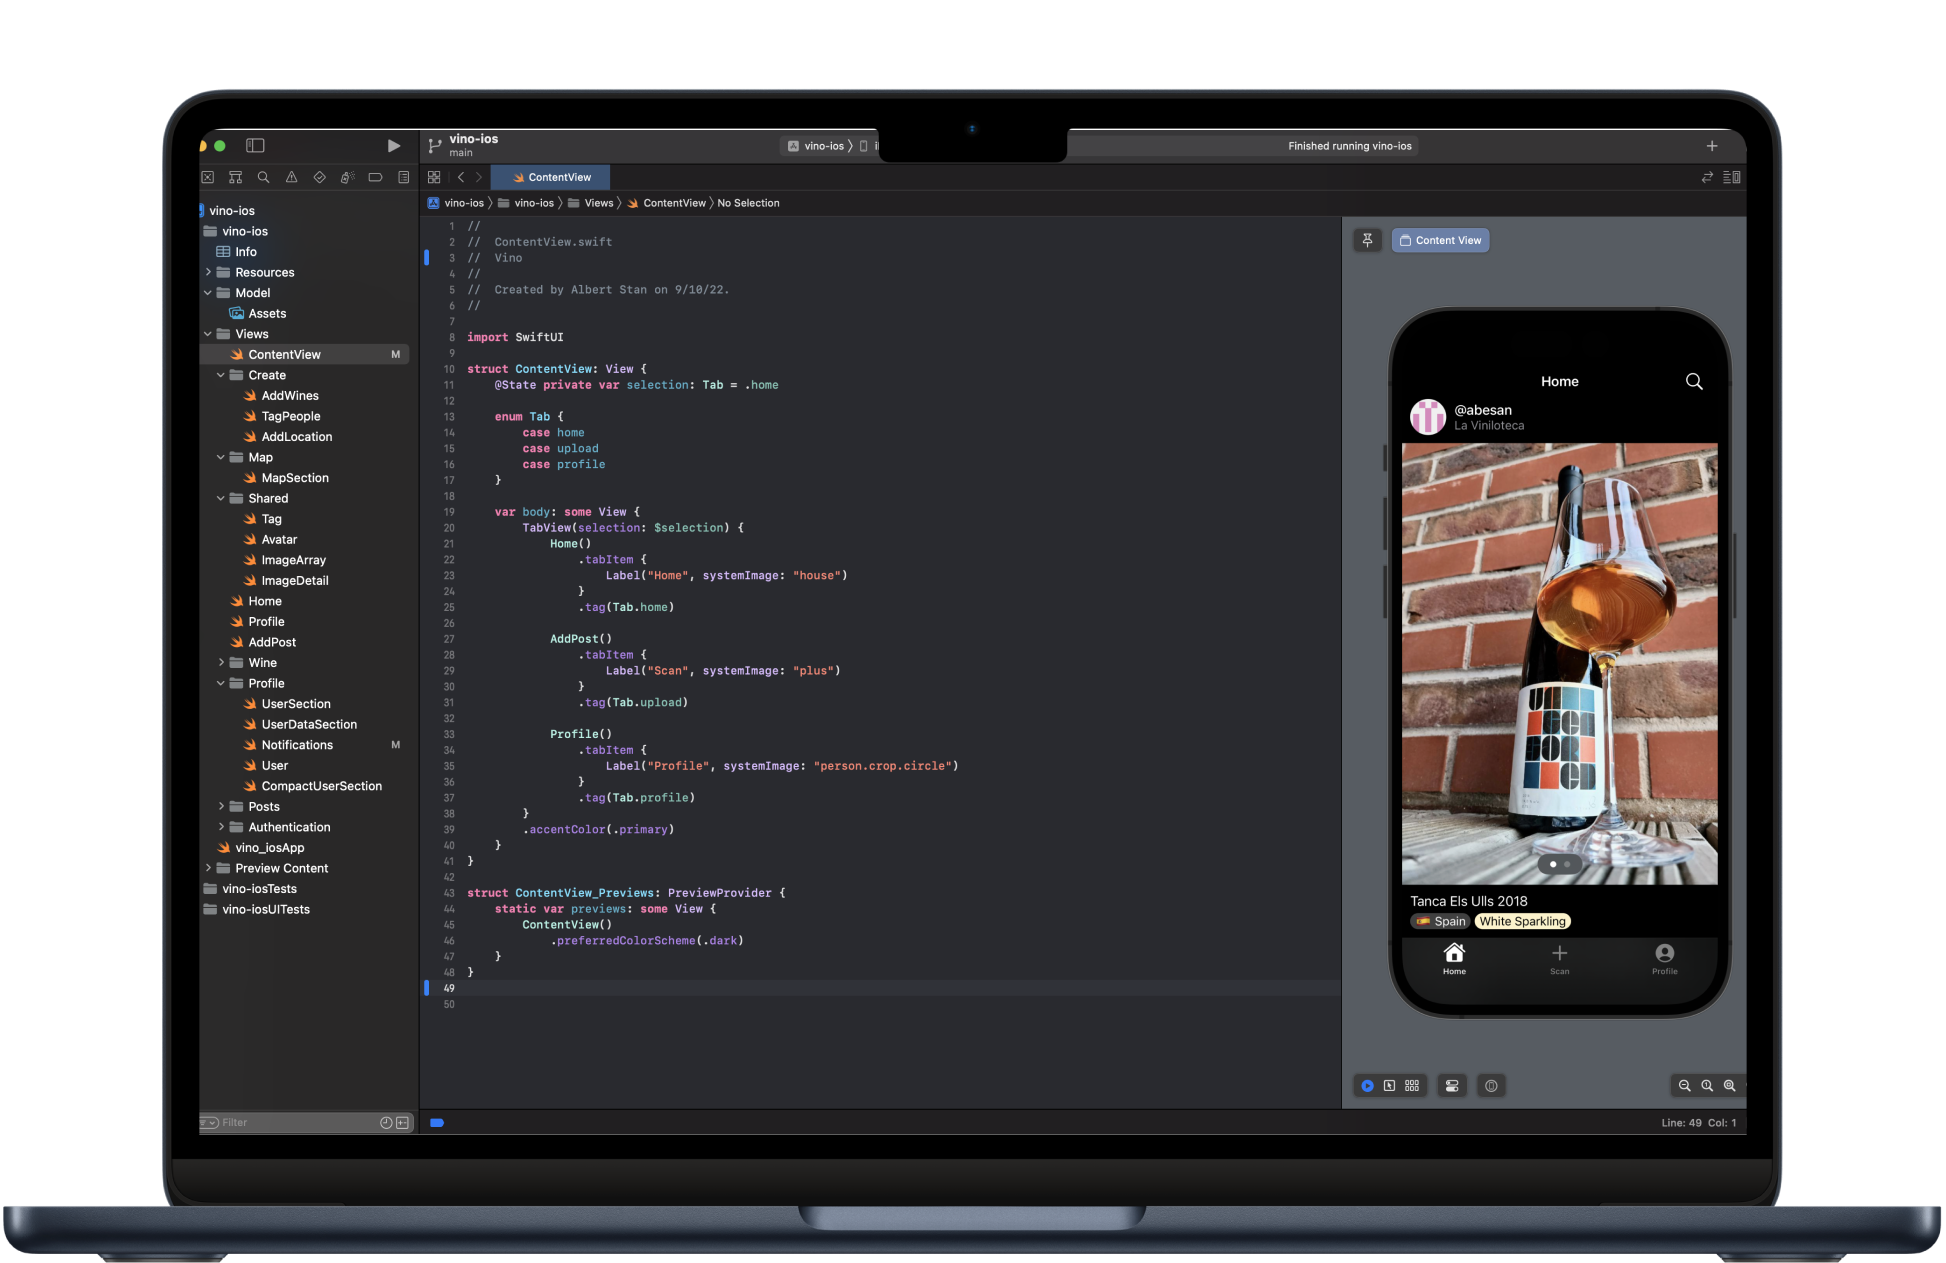 vino-ios
main
vino-ios
Finished running vino-ios
ContentView
vino-ios
vino-ios
Info
Resources
Model
Assets
Views
ContentView M
Create
AddWines
TagPeople
AddLocation
Map
MapSection
Shared
Tag
Avatar
ImageArray
ImageDetail
Home
Profile
AddPost
Wine
Profile
UserSection
UserDataSection
Notifications M
User
CompactUserSection
Posts
Authentication
vino_iosApp
Preview Content
vino-iosTests
vino-iosUITests
Filter
vino-ios 〉 vino-ios 〉 Views 〉 ContentView 〉 No Selection
1 //
2 //  ContentView.swift
3 //  Vino
4 //
5 //  Created by Albert Stan on 9/10/22.
6 //
7
8 import SwiftUI
9
10 struct ContentView: View {
11     @State private var selection: Tab = .home
12
13     enum Tab {
14         case home
15         case upload
16         case profile
17     }
18
19     var body: some View {
20         TabView(selection: $selection) {
21             Home()
22                 .tabItem {
23                     Label("Home", systemImage: "house")
24                 }
25                 .tag(Tab.home)
26
27             AddPost()
28                 .tabItem {
29                     Label("Scan", systemImage: "plus")
30                 }
31                 .tag(Tab.upload)
32
33             Profile()
34                 .tabItem {
35                     Label("Profile", systemImage: "person.crop.circle")
36                 }
37                 .tag(Tab.profile)
38         }
39         .accentColor(.primary)
40     }
41 }
42
43 struct ContentView_Previews: PreviewProvider {
44     static var previews: some View {
45         ContentView()
46             .preferredColorScheme(.dark)
47     }
48 }
49
50
Content View
Home
@abesan
La Viniloteca
Tanca Els Ulls 2018
Spain White Sparkling
Home Scan Profile
Line: 49 Col: 1